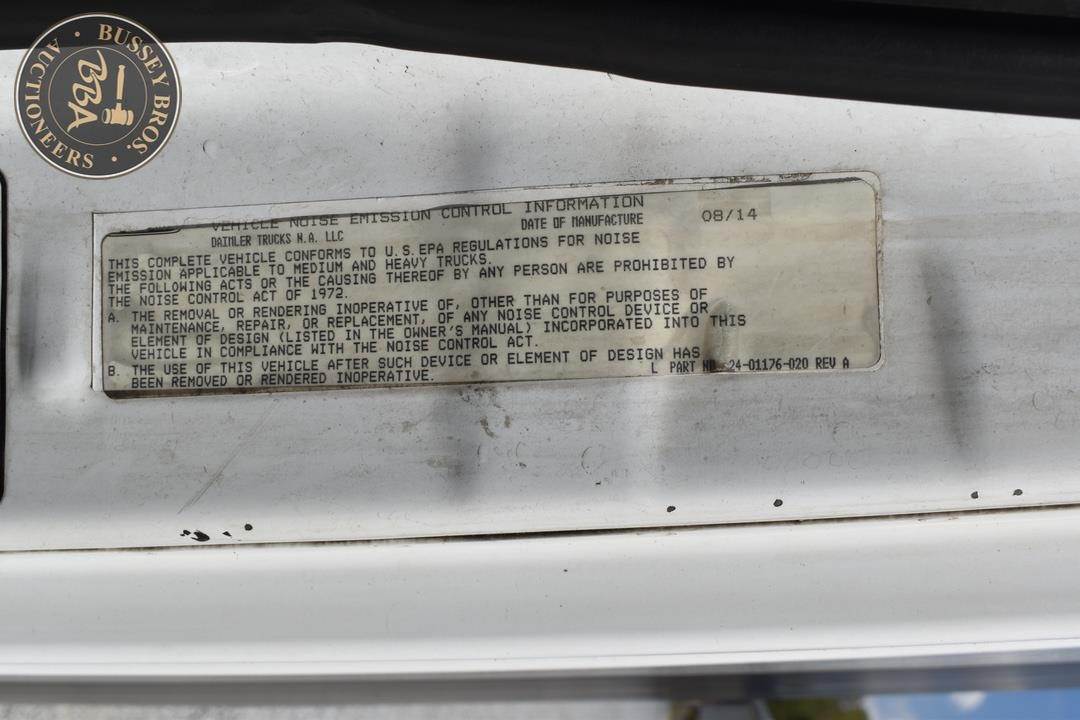 BUSSEY BROS.
BBA
AUCTIONEERS
VEHICLE NOISE EMISSION CONTROL INFORMATION
DAIMLER TRUCKS N.A. LLC DATE OF MANUFACTURE 08/14
THIS COMPLETE VEHICLE CONFORMS TO U.S.EPA REGULATIONS FOR NOISE
EMISSION APPLICABLE TO MEDIUM AND HEAVY TRUCKS.
THE FOLLOWING ACTS OR THE CAUSING THEREOF BY ANY PERSON ARE PROHIBITED BY
THE NOISE CONTROL ACT OF 1972.
A. THE REMOVAL OR RENDERING INOPERATIVE OF, OTHER THAN FOR PURPOSES OF
MAINTENANCE, REPAIR, OR REPLACEMENT, OF ANY NOISE CONTROL DEVICE OR
ELEMENT OF DESIGN (LISTED IN THE OWNER'S MANUAL) INCORPORATED INTO THIS
VEHICLE IN COMPLIANCE WITH THE NOISE CONTROL ACT.
B. THE USE OF THIS VEHICLE AFTER SUCH DEVICE OR ELEMENT OF DESIGN HAS
BEEN REMOVED OR RENDERED INOPERATIVE.
L PART NO. 24-01176-020 REV A